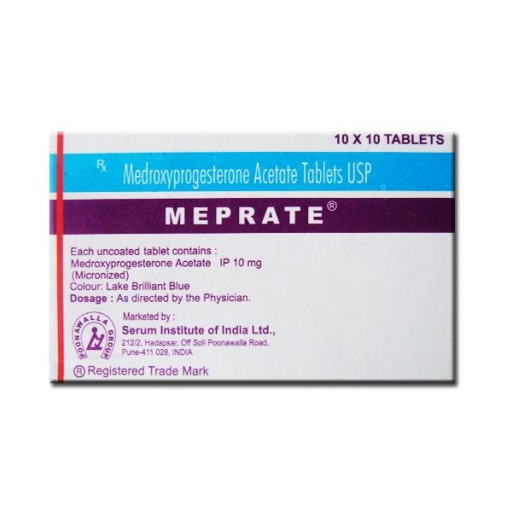 10 X 10 TABLETS
Rx Medroxyprogesterone Acetate Tablets USP
MEPRATE®
Each uncoated tablet contains :
Medroxyprogesterone Acetate IP 10 mg
(Micronized)
Colour: Lake Brilliant Blue
Dosage : As directed by the Physician.
Marketed by :
Serum Institute of India Ltd.,
212/2, Hadapsar, Off Soli Poonawalla Road,
Pune-411 028, INDIA
POONAWALLA GROUP
® Registered Trade Mark